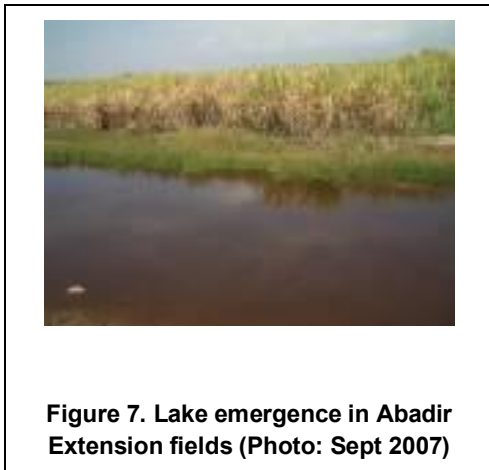 Figure 7. Lake emergence in Abadir
Extension fields (Photo: Sept 2007)